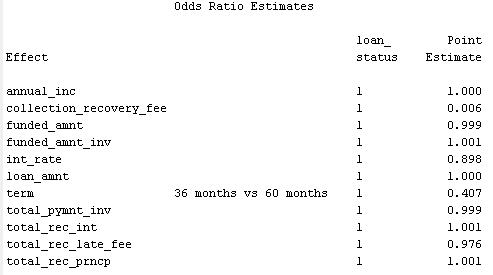 Odds Ratio Estimates
loan_ Point
Effect status Estimate
annual_inc 1 1.000
collection_recovery_fee 1 0.006
funded_amnt 1 0.999
funded_amnt_inv 1 1.001
int_rate 1 0.898
loan_amnt 1 1.000
term 36 months vs 60 months 1 0.407
total_pymnt_inv 1 0.999
total_rec_int 1 1.001
total_rec_late_fee 1 0.976
total_rec_prncp 1 1.001